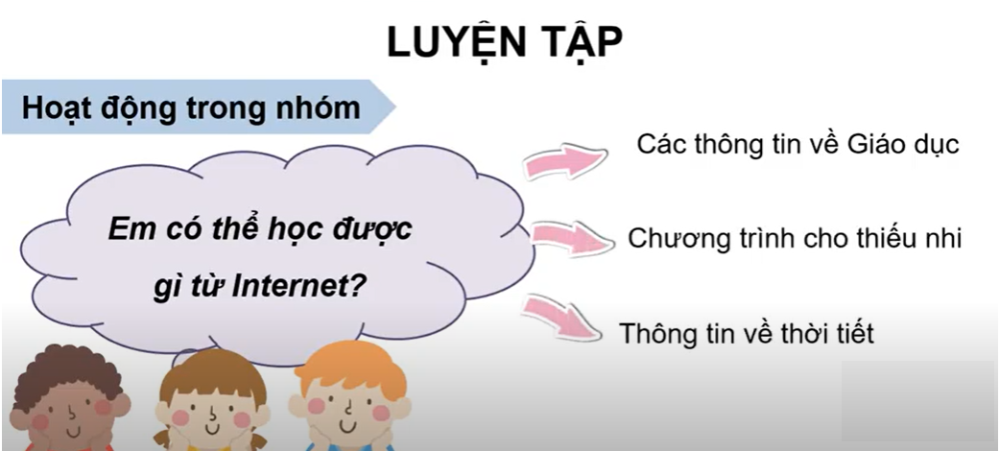 LUYỆN TẬP
Hoạt động trong nhóm
Em có thể học được
gì từ Internet?
Các thông tin về Giáo dục
Chương trình cho thiếu nhi
Thông tin về thời tiết